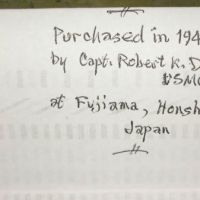 Purchased in 194
by Capt. Robert K. D
USMC
at Fujiama, Honsh
Japan